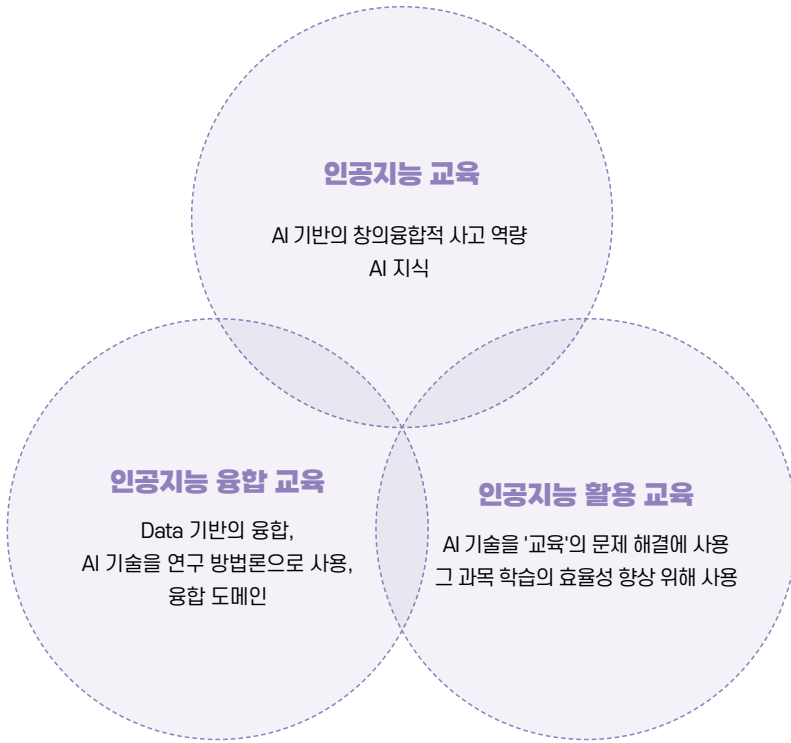 인공지능 교육
AI 기반의 창의융합적 사고 역량
AI 지식
인공지능 융합 교육
Data 기반의 융합,
AI 기술을 연구 방법론으로 사용,
융합 도메인
인공지능 활용 교육
AI 기술을 '교육'의 문제 해결에 사용
그 과목 학습의 효율성 향상 위해 사용